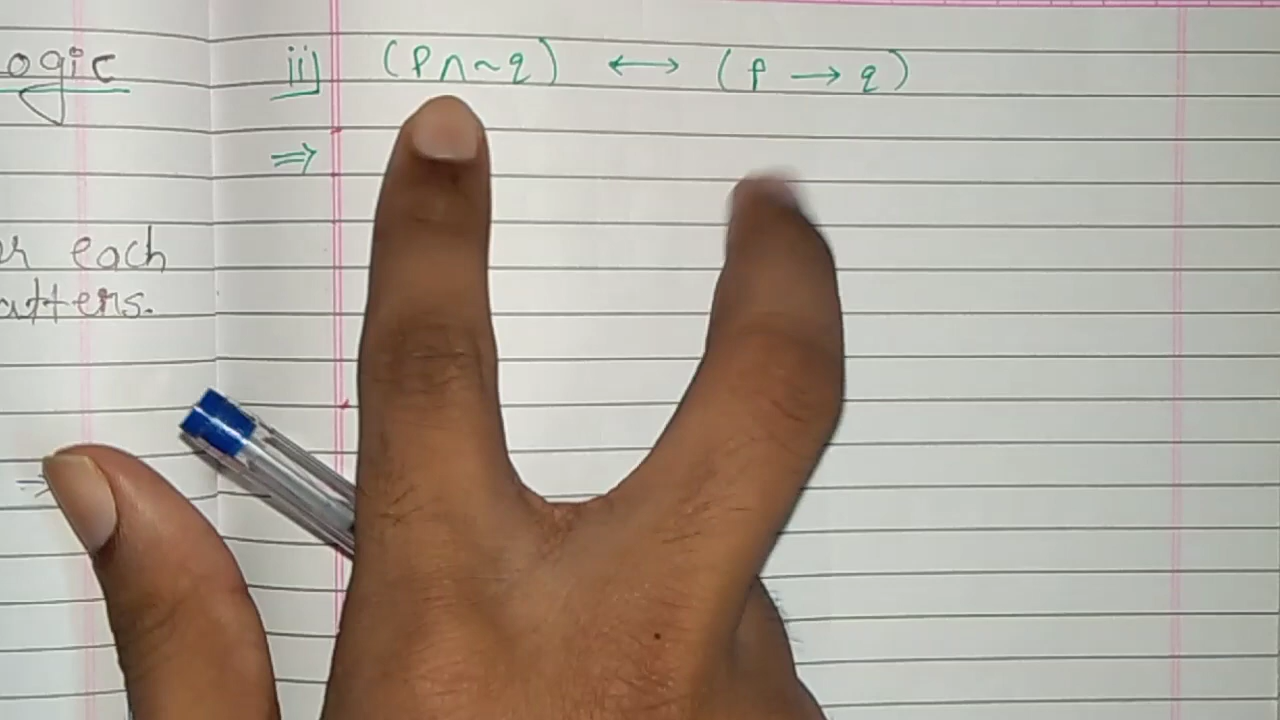 ogic
ii) (p ∧ ~q) ↔ (p → q)
⇒
each
atters.
⇒